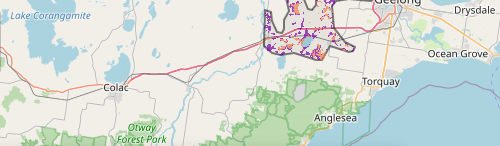 Geelong
Drysdale
Lake Corangamite
Ocean Grove
Torquay
Colac
Anglesea
Otway
Forest Park